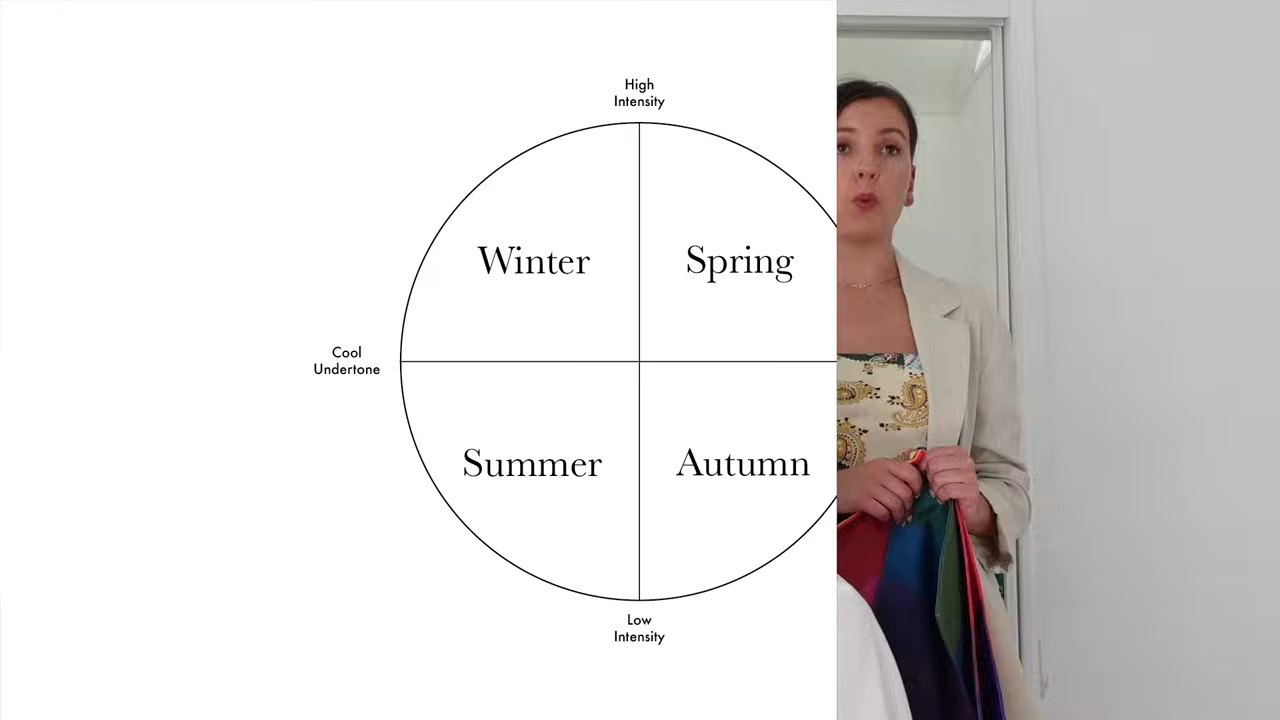 High
Intensity
Winter
Spring
Cool
Undertone
Summer
Autumn
Low
Intensity